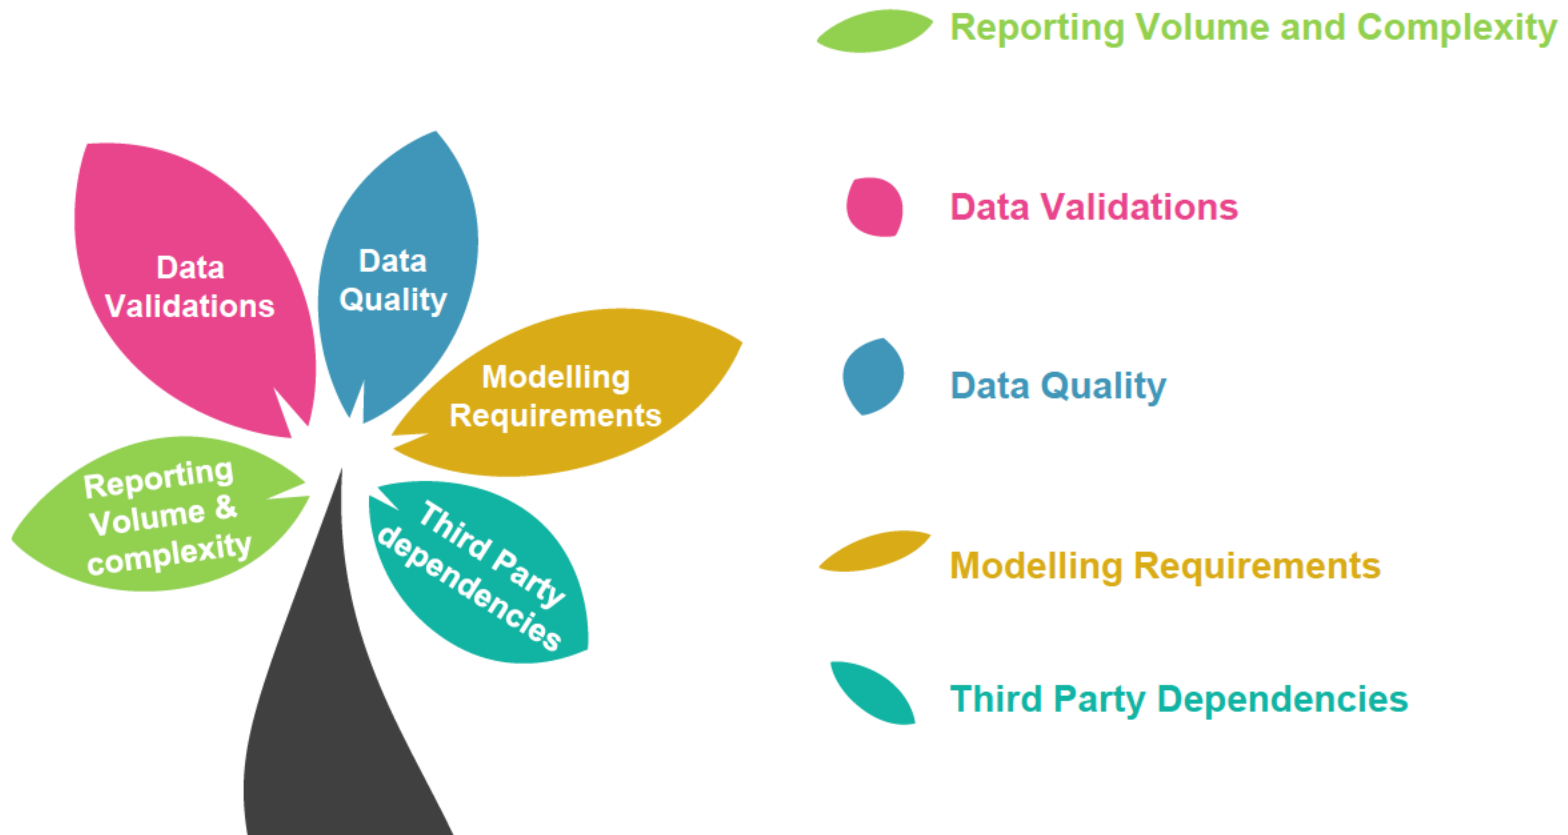 Reporting Volume and Complexity
Data
Validations
Data
Quality
Modelling
Requirements
Reporting
Volume &
complexity
Third Party
dependencies
Data Validations
Data Quality
Modelling Requirements
Third Party Dependencies